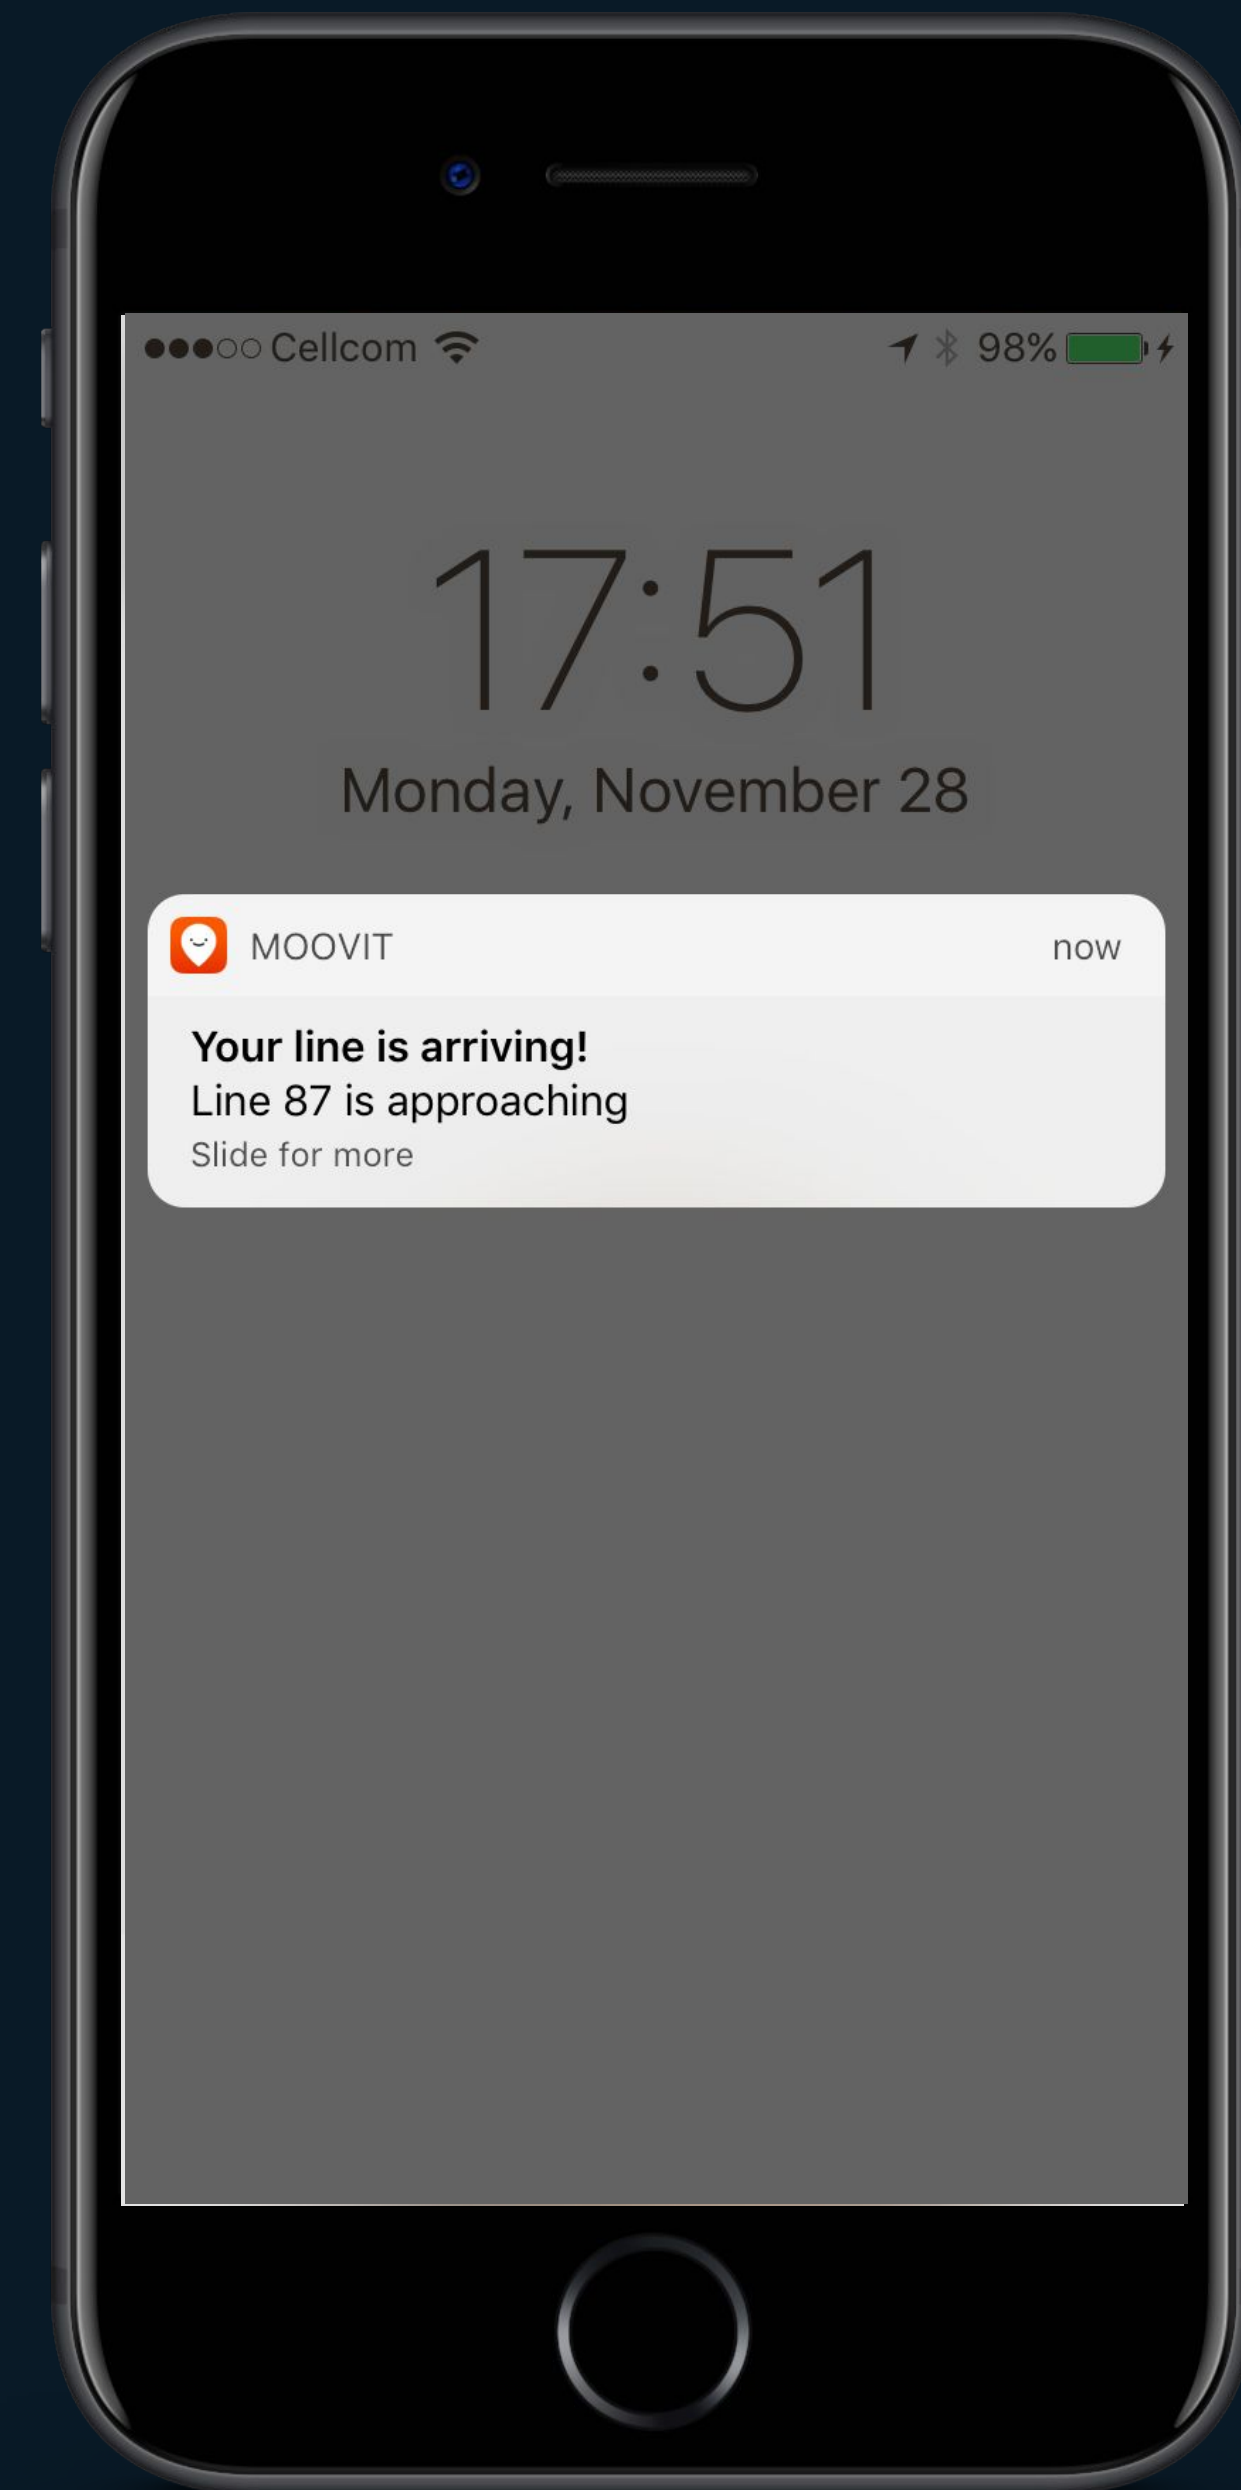 Cellcom 98%
17:51
Monday, November 28
MOOVIT now
Your line is arriving!
Line 87 is approaching
Slide for more